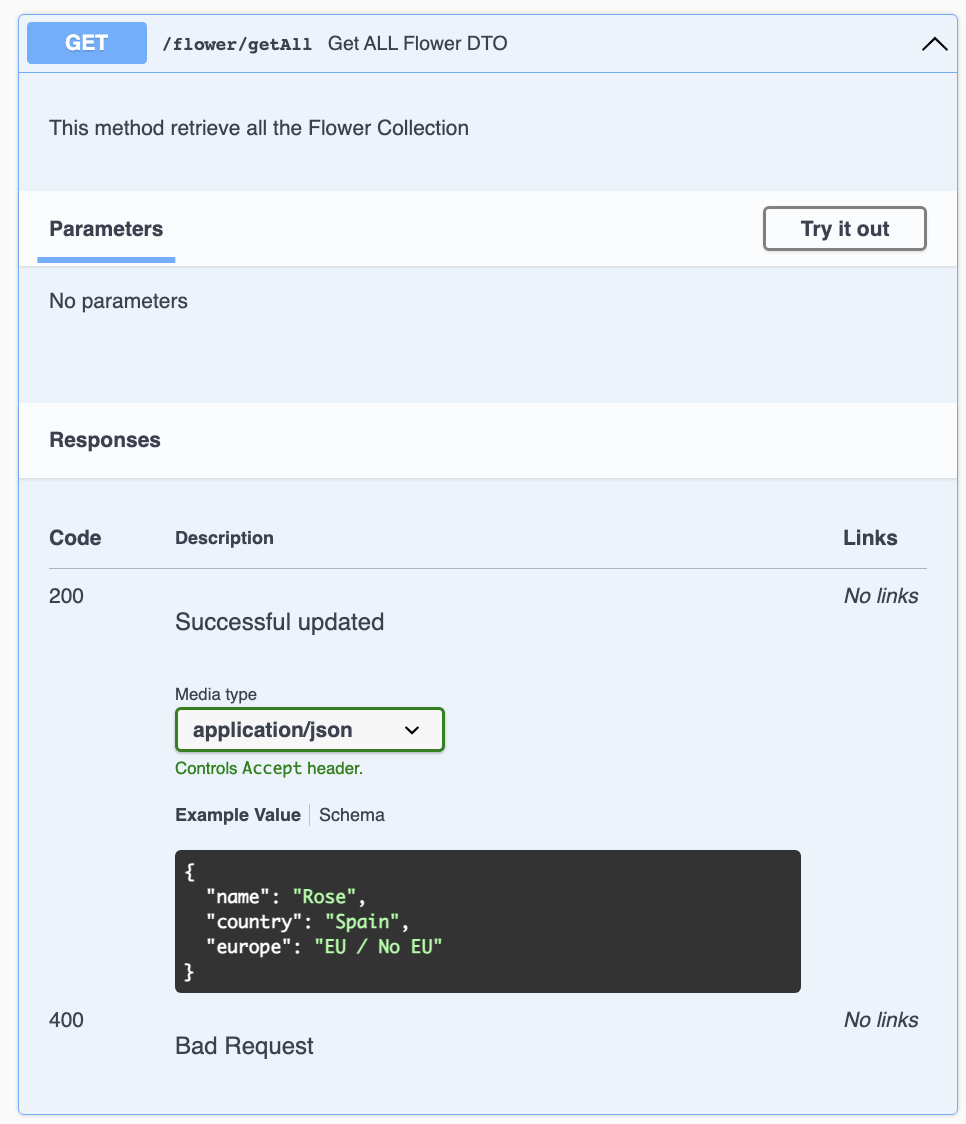 GET /flower/getAll Get ALL Flower DTO
This method retrieve all the Flower Collection
Parameters Try it out
No parameters
Responses
Code Description Links
200 No links
Successful updated
Media type
application/json
Controls Accept header.
Example Value Schema
{
"name": "Rose",
"country": "Spain",
"europe": "EU / No EU"
}
400 No links
Bad Request